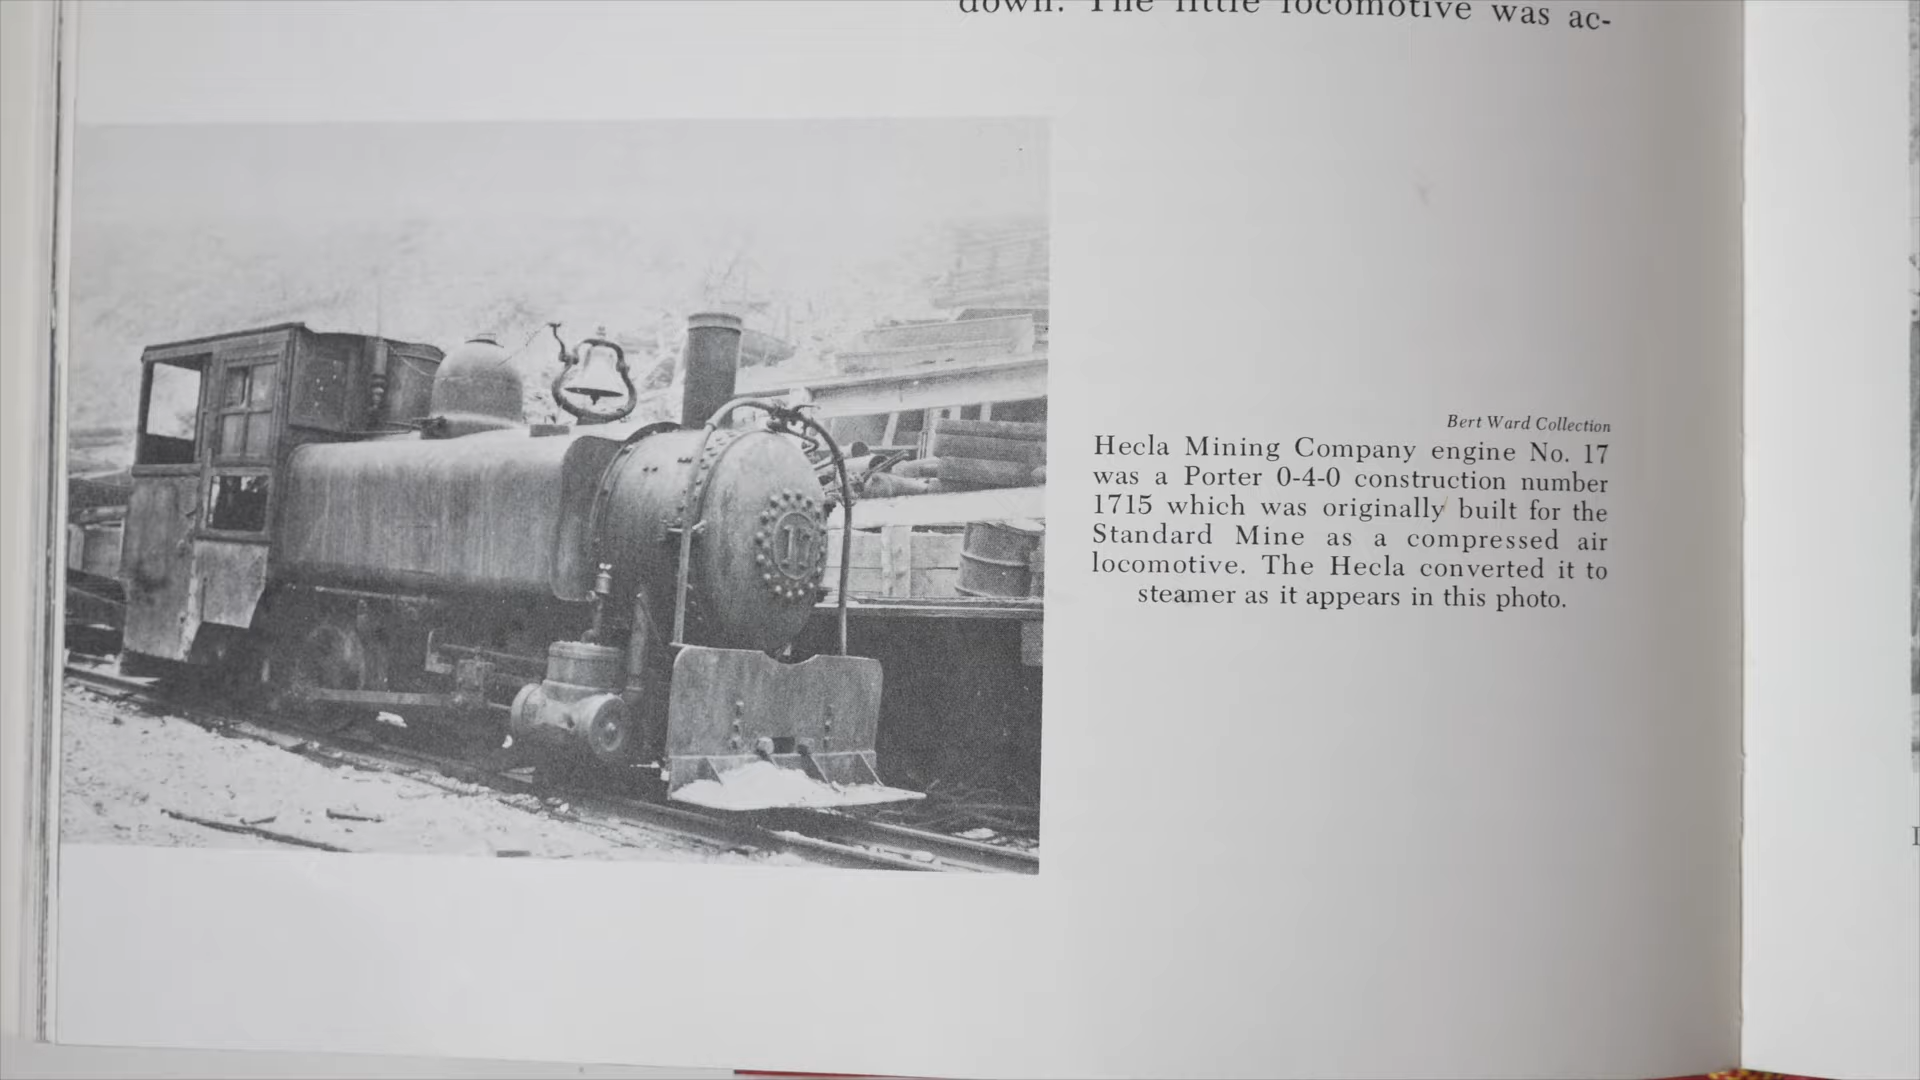 down. The little locomotive was ac-
17
Bert Ward Collection
Hecla Mining Company engine No. 17
was a Porter 0-4-0 construction number
1715 which was originally built for the
Standard Mine as a compressed air
locomotive. The Hecla converted it to
steamer as it appears in this photo.